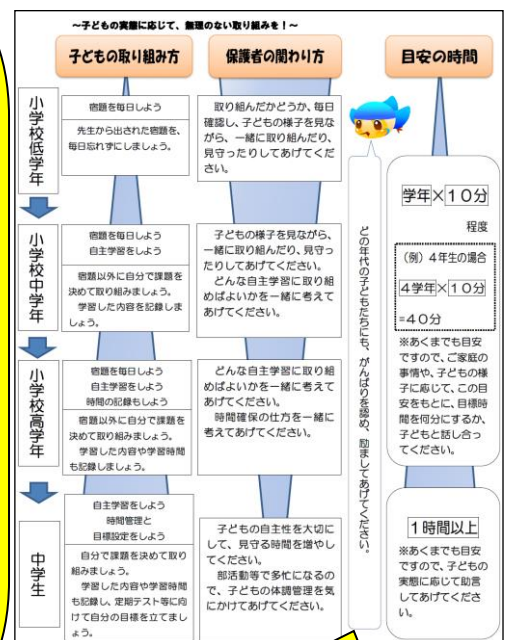 ～子どもの実態に応じて、無理のない取り組みを！～
子どもの取り組み方
保護者の関わり方
目安の時間
小学校低学年
宿題を毎日しよう
先生から出された宿題を、
毎日忘れずにしましょう。
取り組んだかどうか、毎日
確認し、子どもの様子を見な
がら、一緒に取り組んだり、
見守ったりしてあげてくださ
い。
小学校中学年
宿題を毎日しよう
自主学習をしよう
宿題以外に自分で課題を
決めて取り組みましょう。
学習した内容を記録しま
しょう。
子どもの様子を見ながら、
一緒に取り組んだり、見守っ
たりしてあげてください。
どんな自主学習に取り組
めばよいかを一緒に考えて
あげてください。
小学校高学年
宿題を毎日しよう
自主学習をしよう
時間の記録もしよう
宿題以外に自分で課題を
決めて取り組みましょう。
学習した内容や学習時間
も記録しましょう。
どんな自主学習に取り組
めばよいかを一緒に考えて
あげてください。
時間確保の仕方を一緒に
考えてあげてください。
中学生
自主学習をしよう
時間管理と
目標設定をしよう
自分で課題を決めて取り
組みましょう。
学習した内容や学習時間
も記録し、定期テスト等に向
けて自分の目標を立てまし
ょう。
子どもの自主性を大切に
して、見守る時間を増やし
てください。
部活動等で多忙になるの
で、子どもの体調管理を気
にかけてあげてください。
どの年代の子どもたちにも、がんばりを認め、励ましてあげてください。
学年×10分
程度
（例）４年生の場合
４学年×10分
=４０分
※あくまでも目安
ですので、ご家庭の
事情や、子どもの様
子に応じて、この目
安をもとに、目標時
間を何分にするか、
子どもと話し合っ
てください。
１時間以上
※あくまでも目安
ですので、子どもの
実態に応じて助言
してあげてくださ
い。